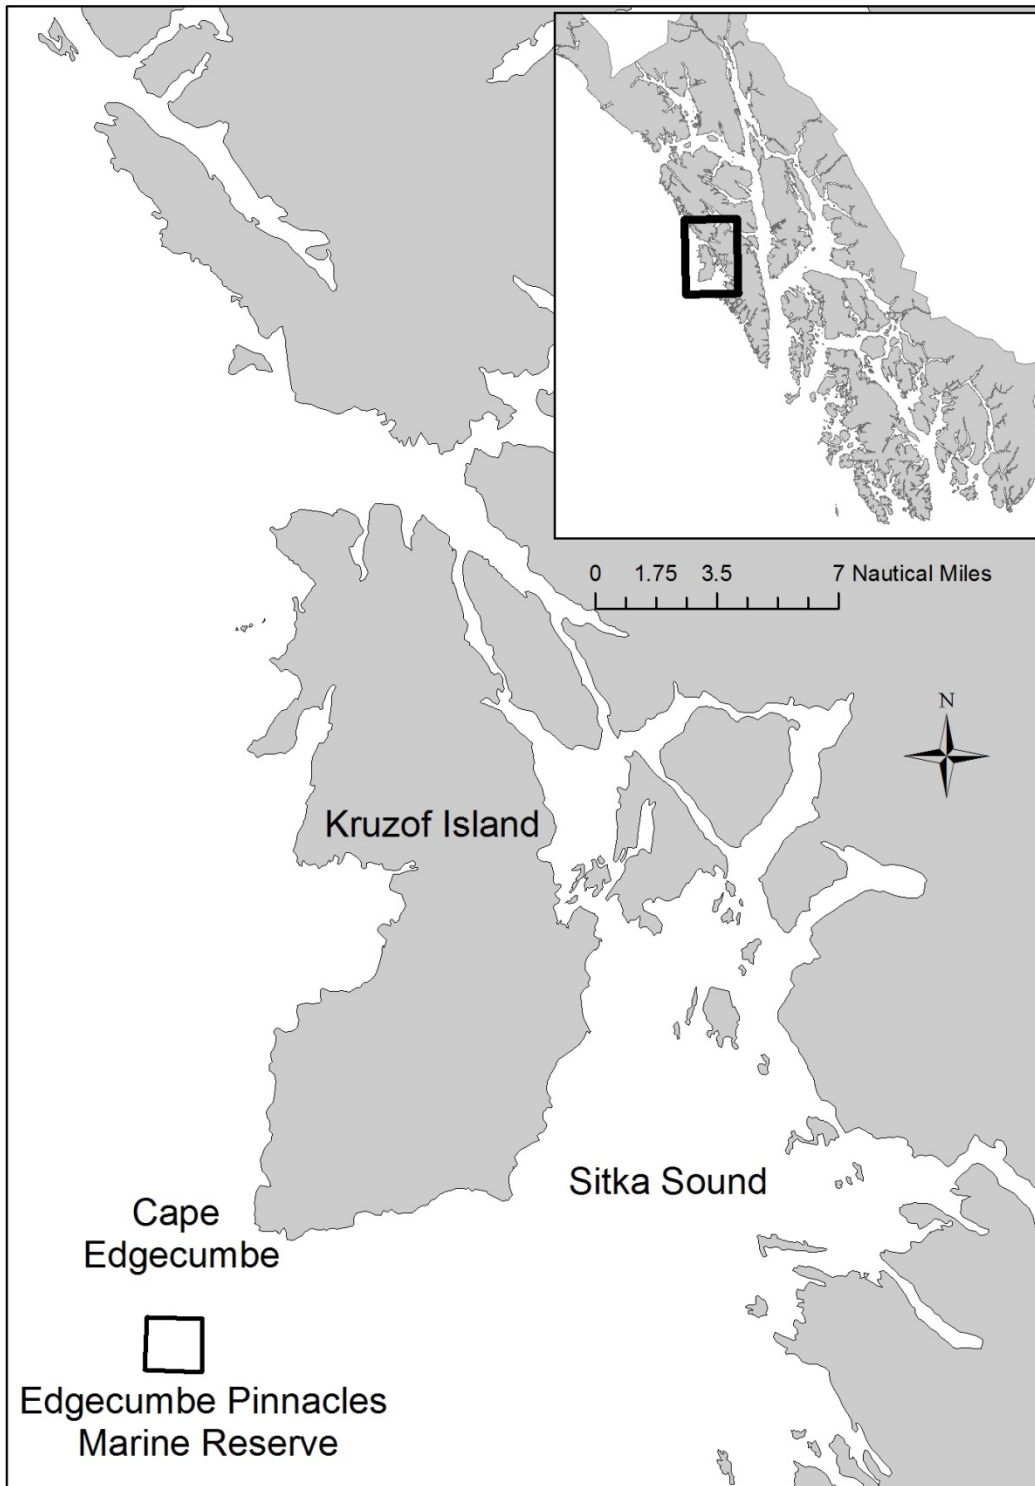 0 1.75 3.5 7 Nautical Miles
N
Kruzof Island
Sitka Sound
Cape
Edgecumbe
Edgecumbe Pinnacles
Marine Reserve